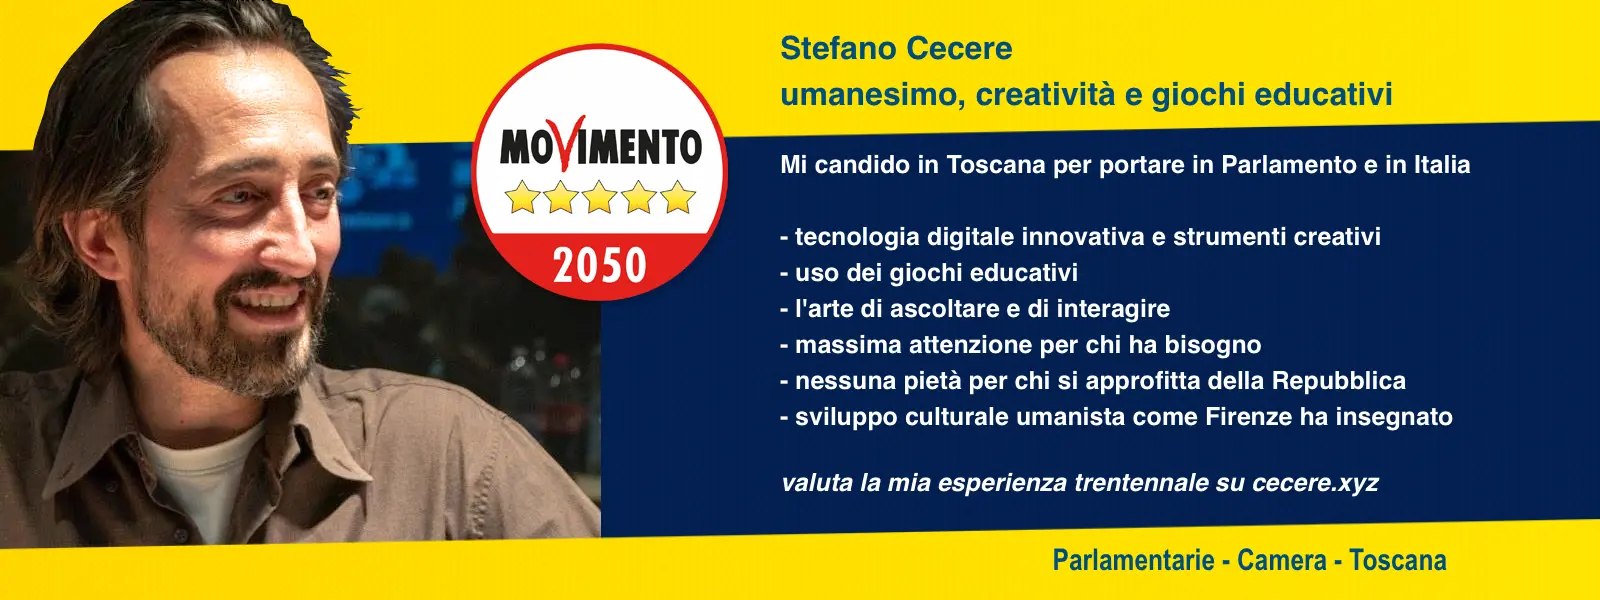 Stefano Cecere
umanesimo, creatività e giochi educativi
MOVIMENTO
2050
Mi candido in Toscana per portare in Parlamento e in Italia
- tecnologia digitale innovativa e strumenti creativi
- uso dei giochi educativi
- l'arte di ascoltare e di interagire
- massima attenzione per chi ha bisogno
- nessuna pietà per chi si approfitta della Repubblica
- sviluppo culturale umanista come Firenze ha insegnato
valuta la mia esperienza trentennale su cecere.xyz
Parlamentarie - Camera - Toscana